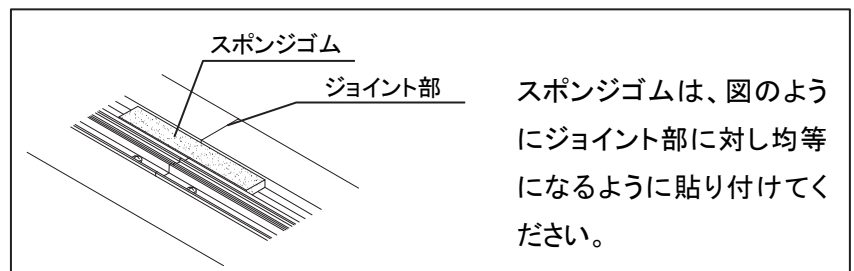 スポンジゴム
ジョイント部
スポンジゴムは、図のよう
にジョイント部に対し均等
になるように貼り付けてく
ださい。